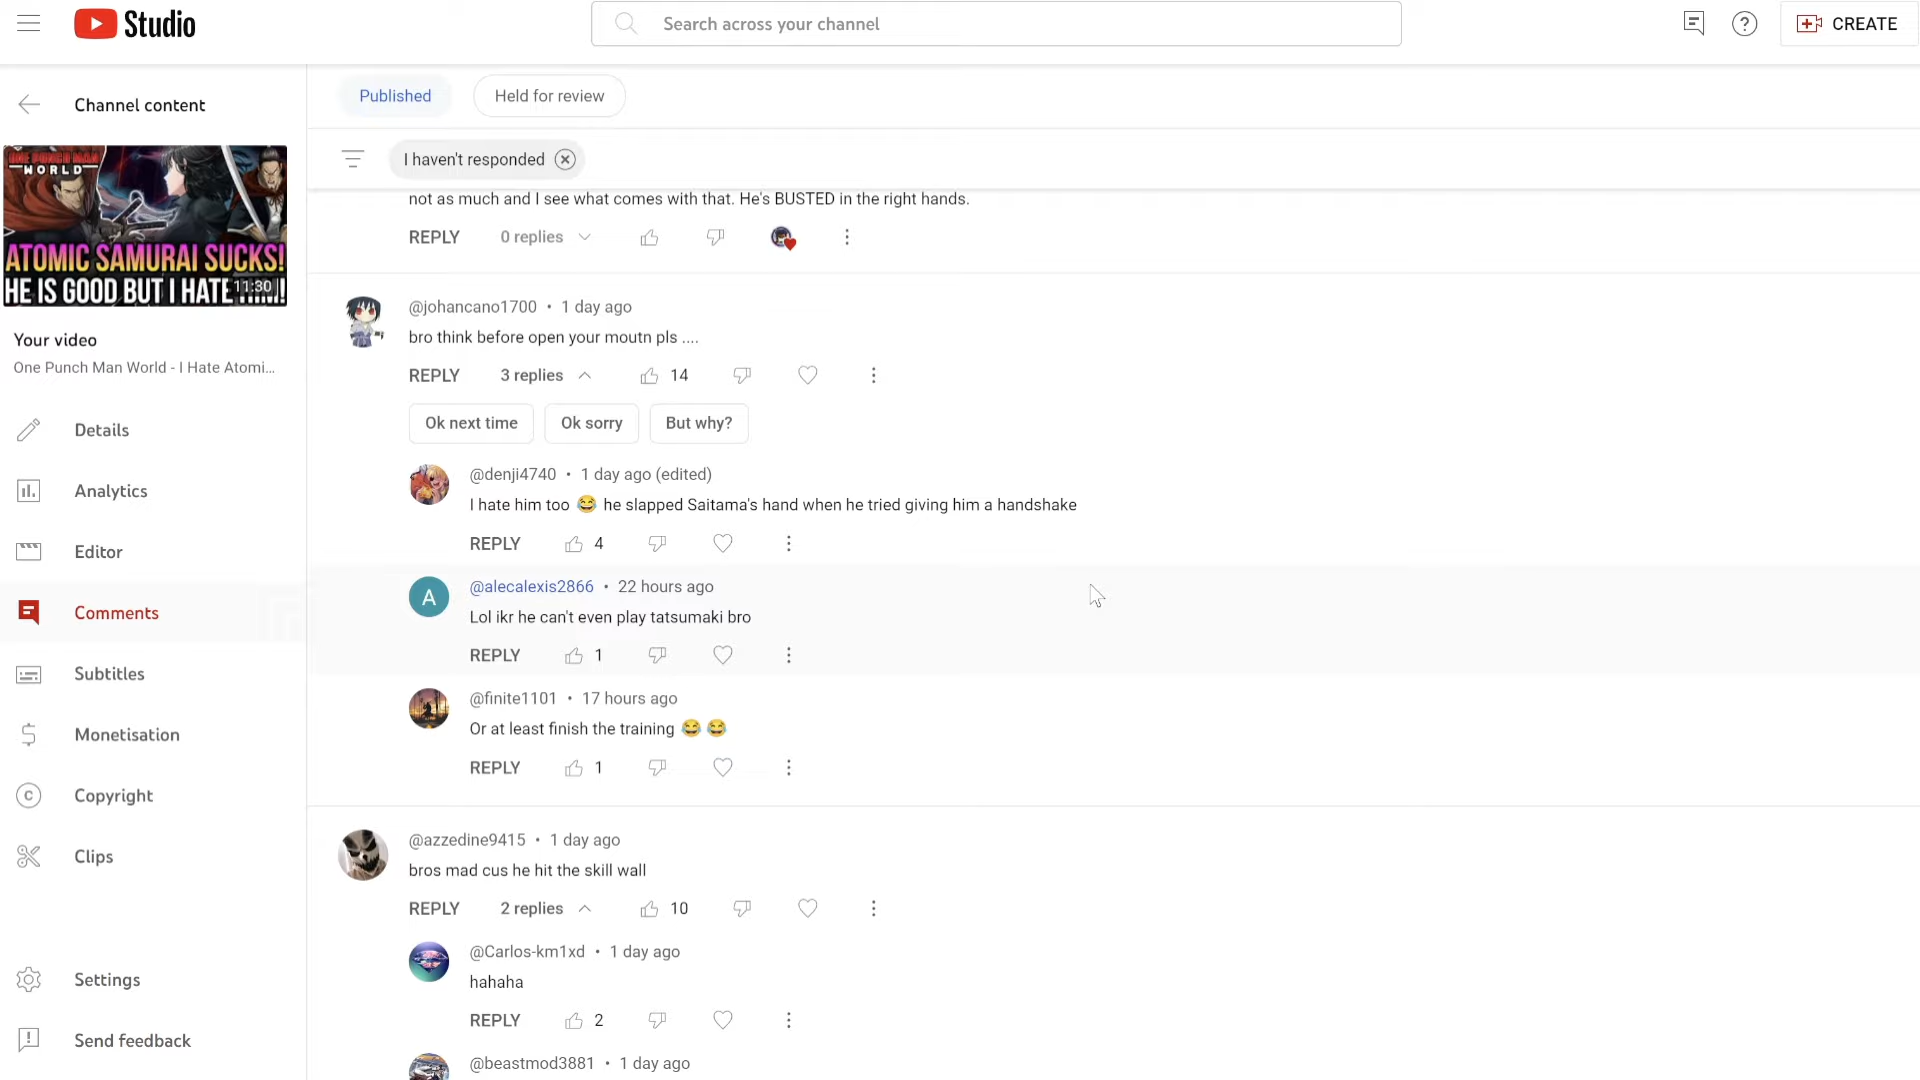 Studio
Search across your channel
?
CREATE
Channel content
ONE PUNCH MAN
WORLD
ATOMIC SAMURAI SUCKS!
HE IS GOOD BUT I HATE HIM!
11:30
Your video
One Punch Man World - I Hate Atomi...
Details
Analytics
Editor
Comments
Subtitles
$
Monetisation
C
Copyright
Clips
Settings
!
Send feedback
Published
Held for review
I haven't responded
not as much and I see what comes with that. He's BUSTED in the right hands.
REPLY 0 replies
@johancano1700 • 1 day ago
bro think before open your moutn pls ....
REPLY 3 replies 14
Ok next time Ok sorry But why?
@denji4740 • 1 day ago (edited)
I hate him too 😂 he slapped Saitama's hand when he tried giving him a handshake
REPLY 4
A
@alecalexis2866 • 22 hours ago
Lol ikr he can't even play tatsumaki bro
REPLY 1
@finite1101 • 17 hours ago
Or at least finish the training 😂 😂
REPLY 1
@azzedine9415 • 1 day ago
bros mad cus he hit the skill wall
REPLY 2 replies 10
@Carlos-km1xd • 1 day ago
hahaha
REPLY 2
@beastmod3881 • 1 day ago